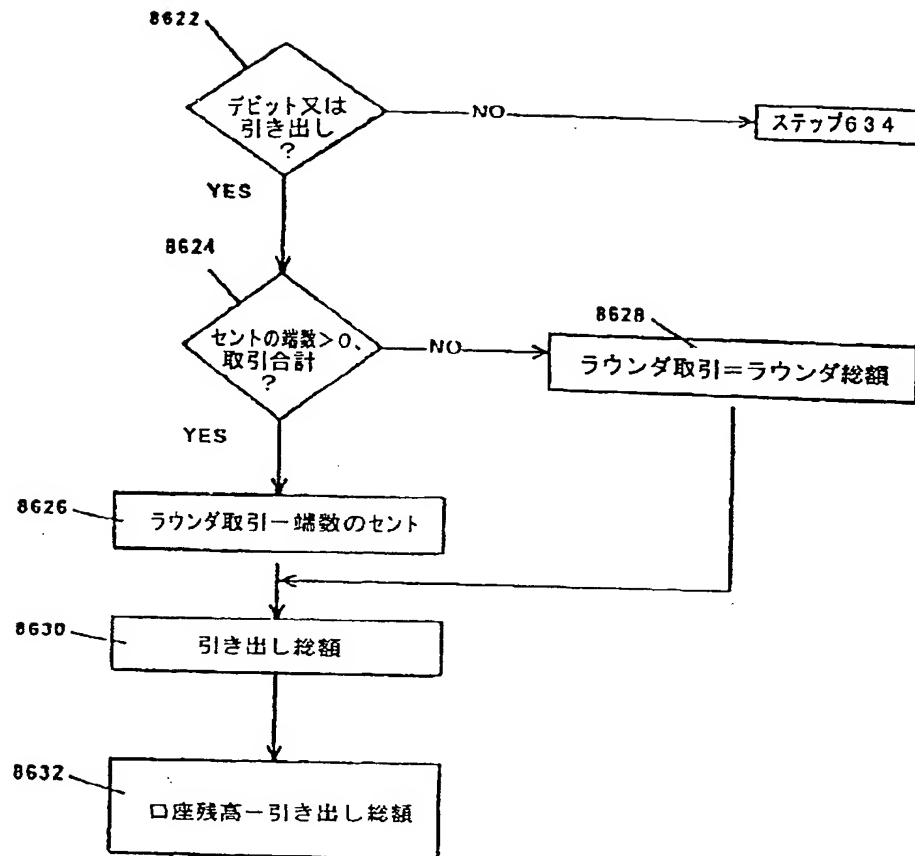 8622
デビット又は
引き出し
?
NO
ステップ634
YES
8624
セントの端数>0、
取引合計
?
NO
8628
ラウンダ取引=ラウンダ総額
YES
8626
ラウンダ取引-端数のセント
8630
引き出し総額
8632
口座残高-引き出し総額